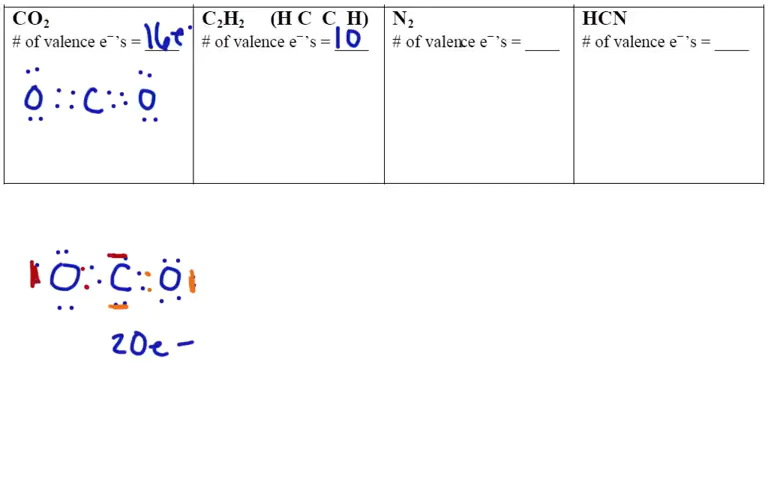 CO₂
# of valence e⁻'s = 16e⁻
O :: C :: O
C₂H₂ (H C C H)
# of valence e⁻'s = 10
N₂
# of valence e⁻'s = ____
HCN
# of valence e⁻'s = ____
O :: C :: O
20e –